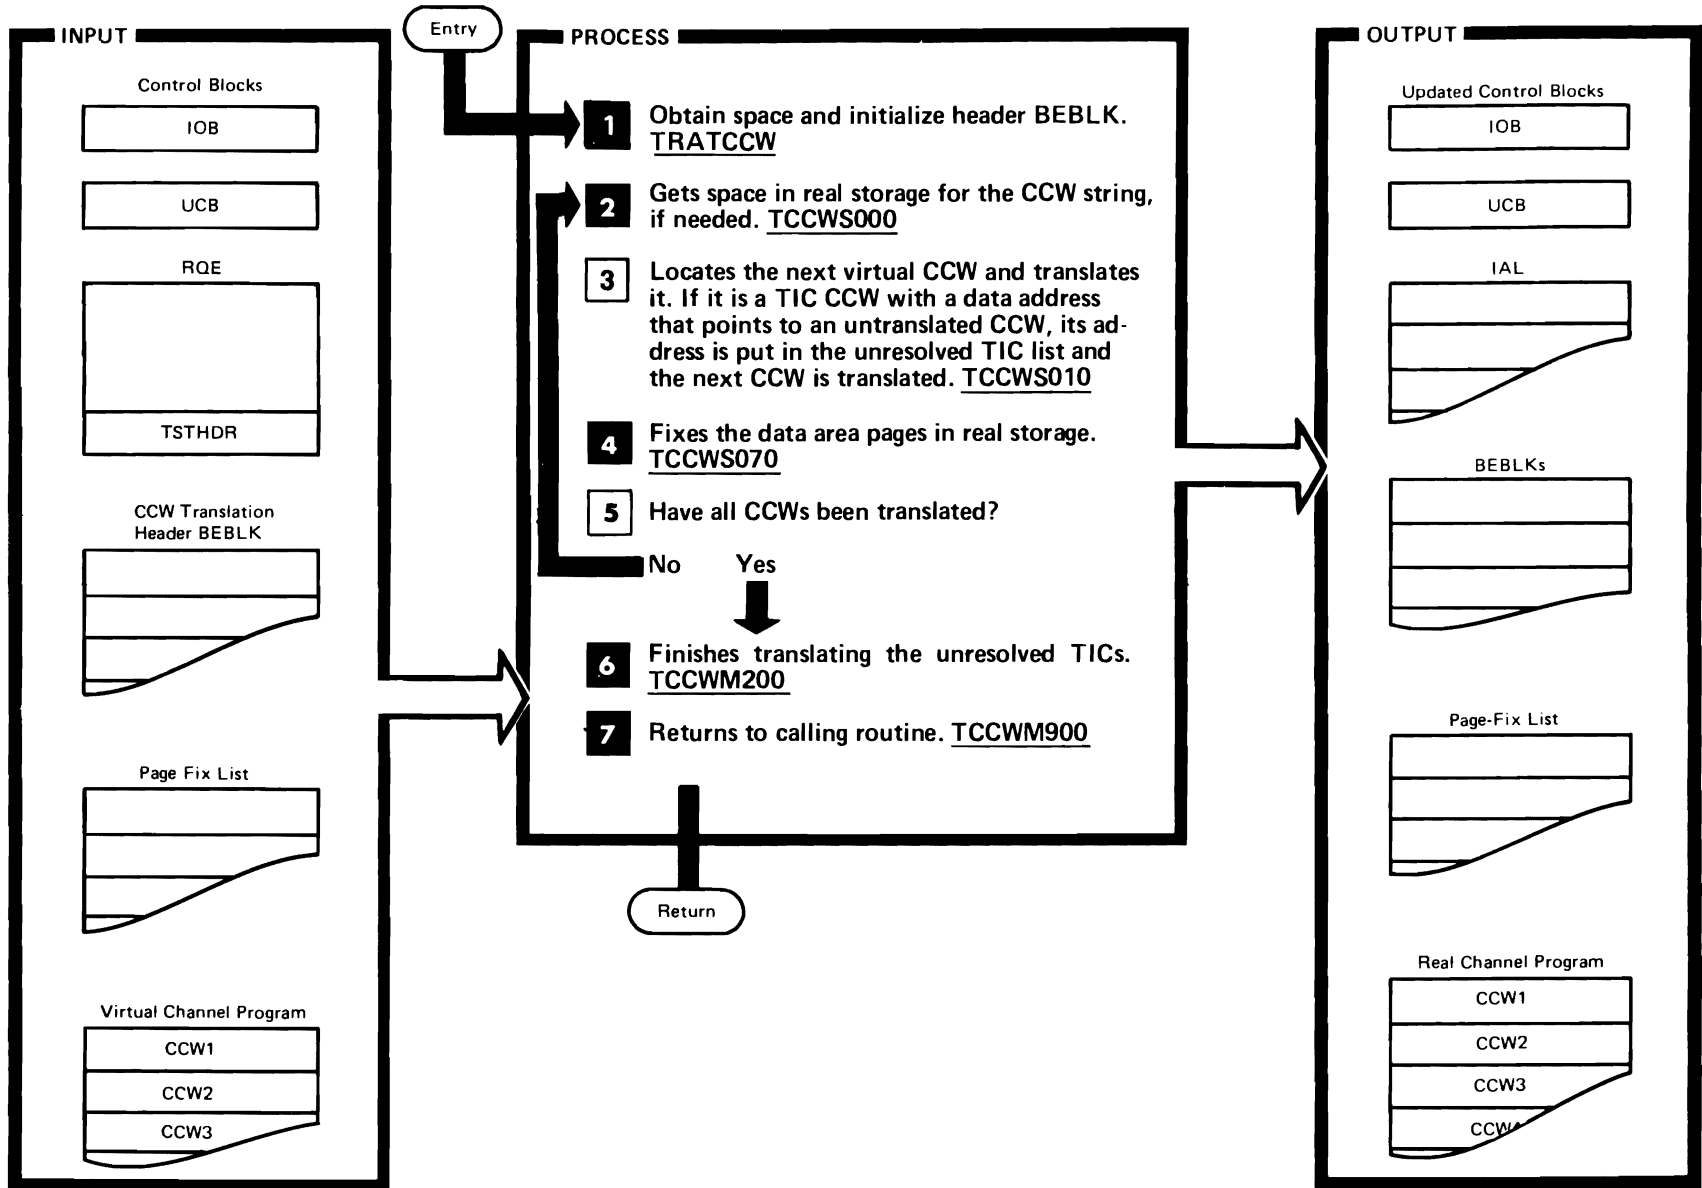 INPUT
Control Blocks
IOB
UCB
RQE
TSTHDR
CCW Translation
Header BEBLK
Page Fix List
Virtual Channel Program
CCW1
CCW2
CCW3
Entry
PROCESS
1 Obtain space and initialize header BEBLK.
TRATCCW
2 Gets space in real storage for the CCW string,
if needed. TCCWS000
3 Locates the next virtual CCW and translates
it. If it is a TIC CCW with a data address
that points to an untranslated CCW, its ad-
dress is put in the unresolved TIC list and
the next CCW is translated. TCCWS010
4 Fixes the data area pages in real storage.
TCCWS070
5 Have all CCWs been translated?
No Yes
6 Finishes translating the unresolved TICs.
TCCWM200
7 Returns to calling routine. TCCWM900
Return
OUTPUT
Updated Control Blocks
IOB
UCB
IAL
BEBLKs
Page-Fix List
Real Channel Program
CCW1
CCW2
CCW3